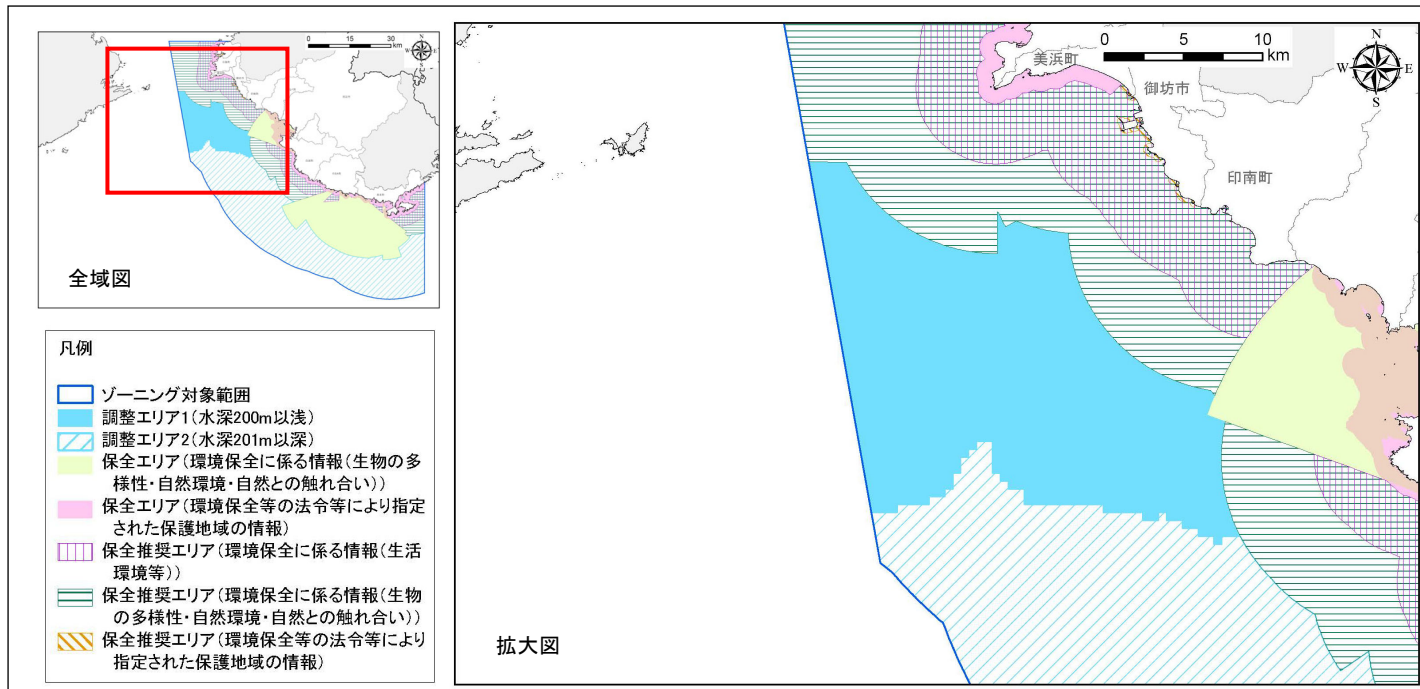 0 15 30
km
N
W E
S
全域図
凡例
ゾーニング対象範囲
調整エリア1(水深200m以浅)
調整エリア2(水深201m以深)
保全エリア(環境保全に係る情報(生物の多
様性・自然環境・自然との触れ合い))
保全エリア(環境保全等の法令等により指定
された保護地域の情報)
保全推奨エリア(環境保全に係る情報(生活
環境等))
保全推奨エリア(環境保全に係る情報(生物
の多様性・自然環境・自然との触れ合い))
保全推奨エリア(環境保全等の法令等により
指定された保護地域の情報)
0 5 10
km
N
W E
S
美浜町
御坊市
印南町
拡大図